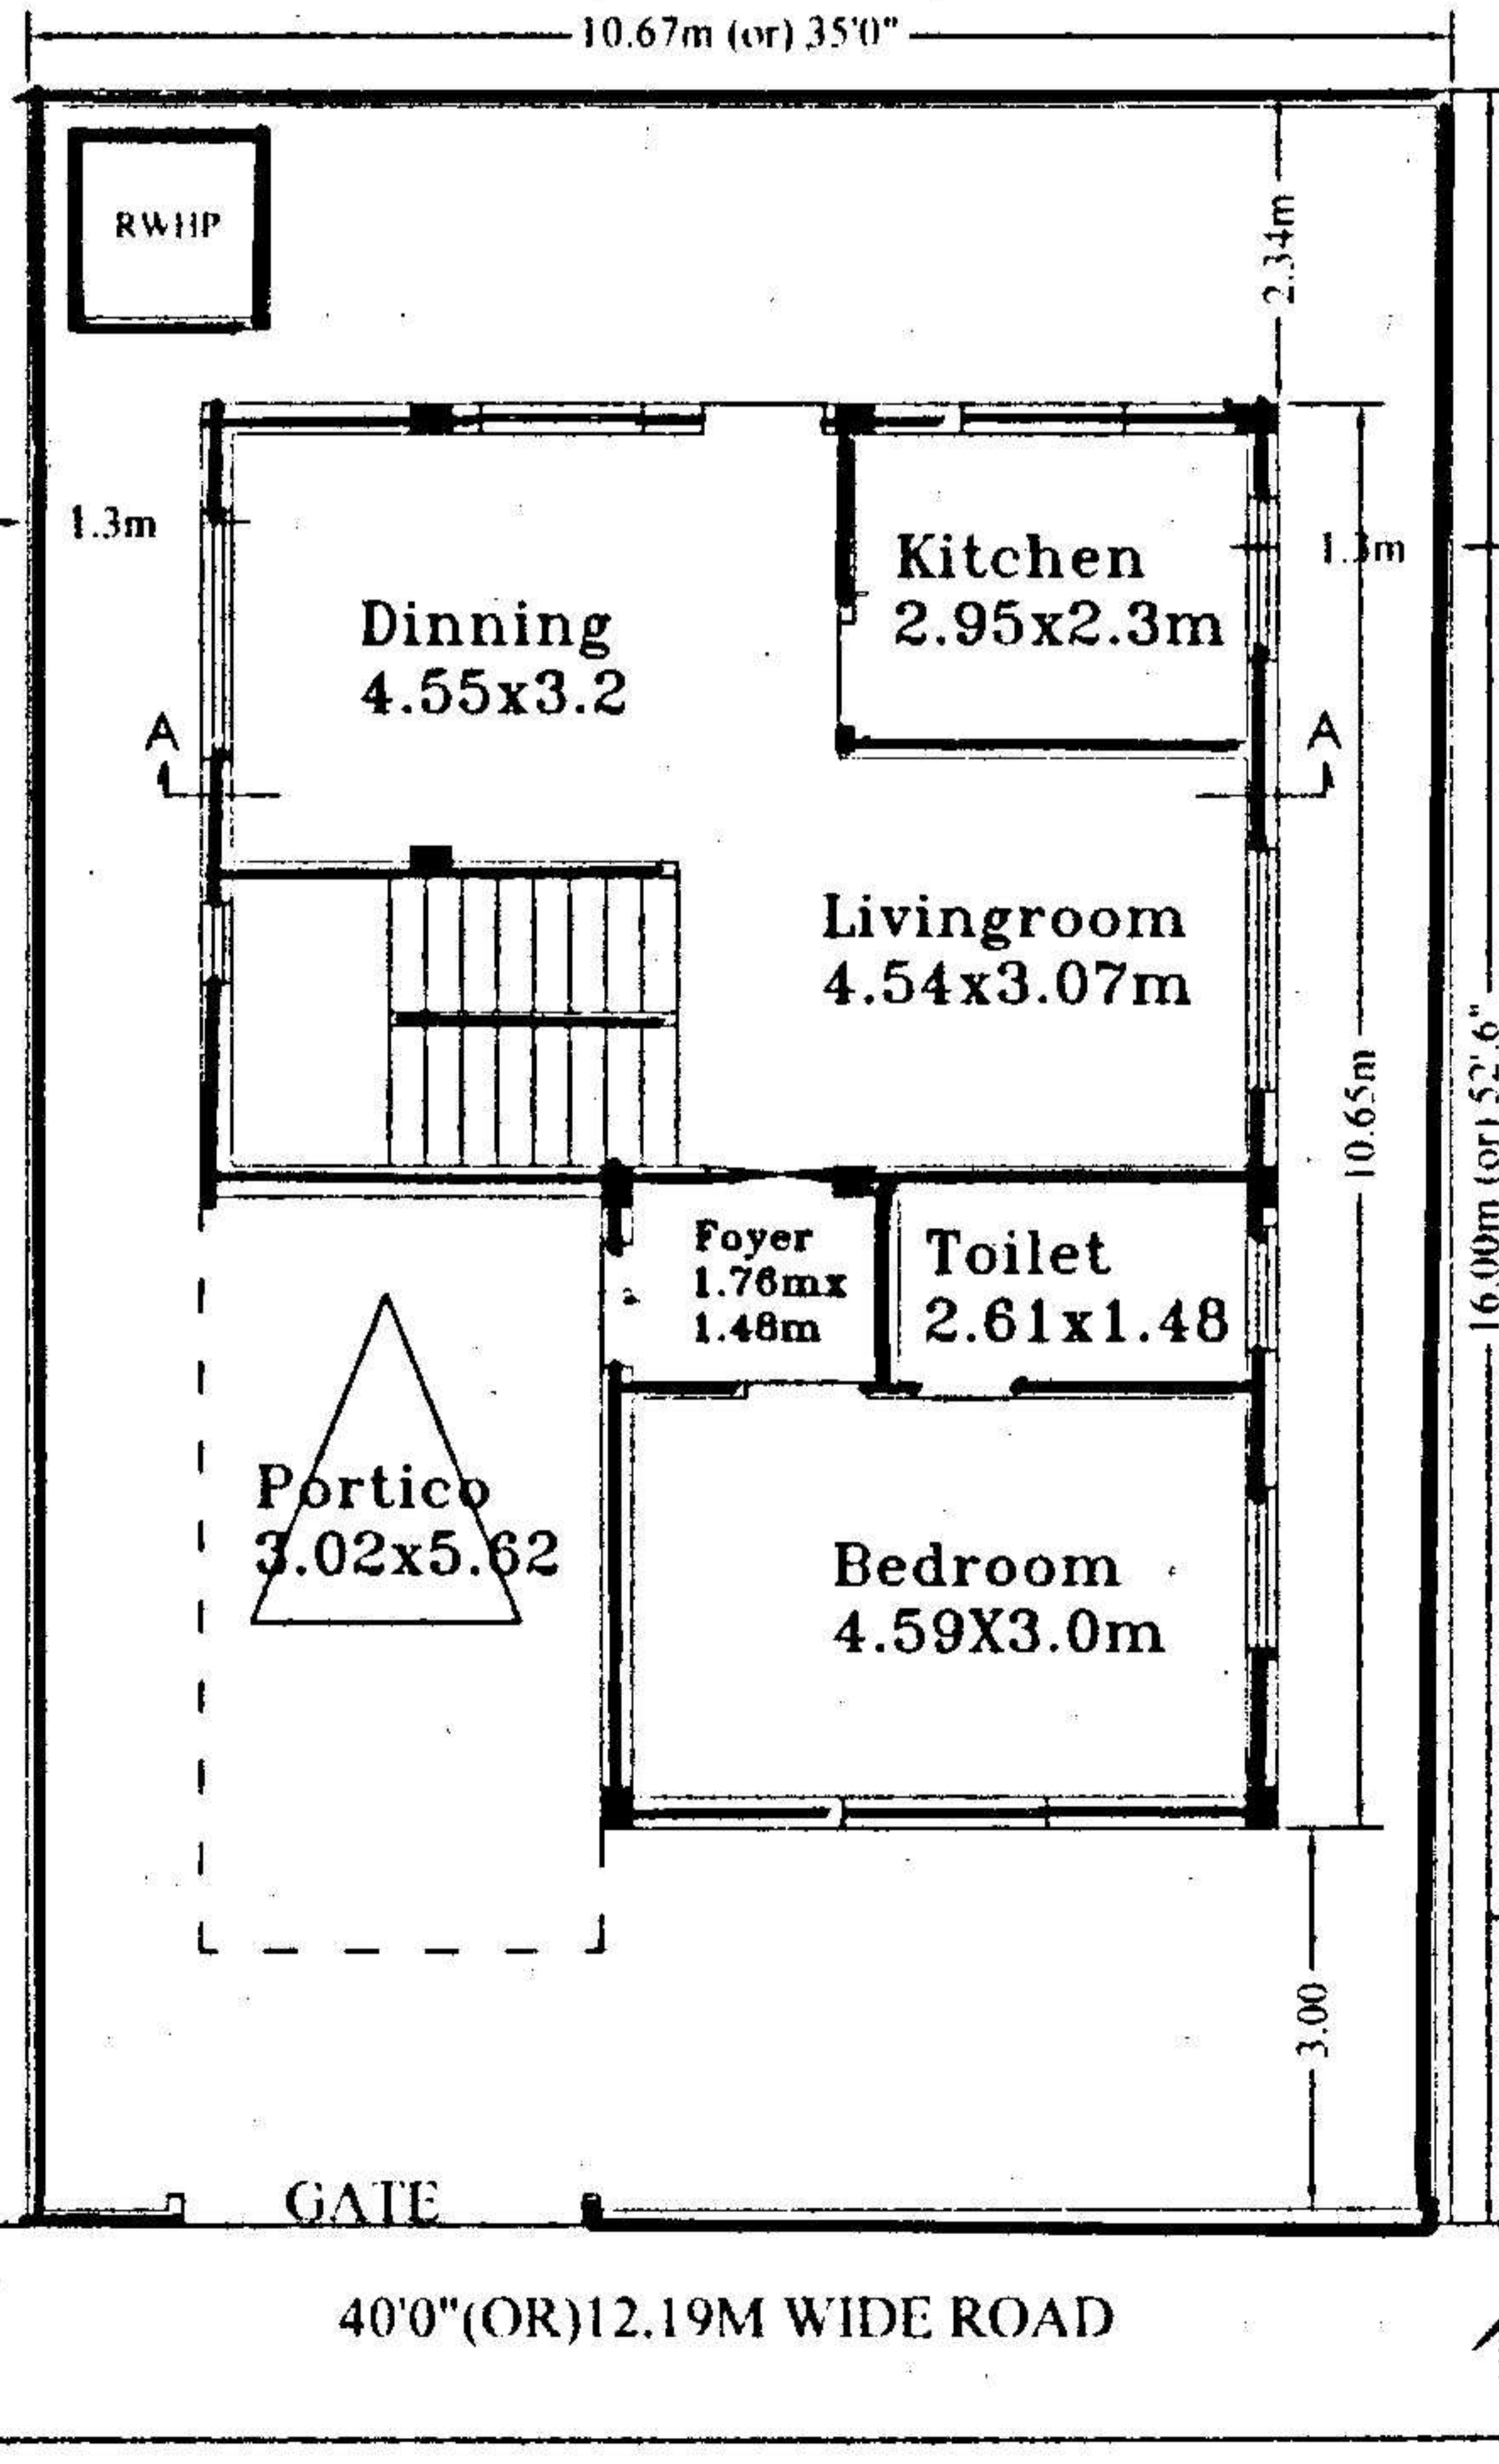 10.67m (or) 35'0"
RWHP
2.34m
1.3m
Kitchen
2.95x2.3m
1.3m
Dinning
4.55x3.2
A
A
Livingroom
4.54x3.07m
10.65m
16.00m (or) 52'.6"
Foyer
1.76mx
1.48m
Toilet
2.61x1.48
Portico
3.02x5.62
Bedroom
4.59X3.0m
3.00
GATE
40'0"(OR)12.19M WIDE ROAD